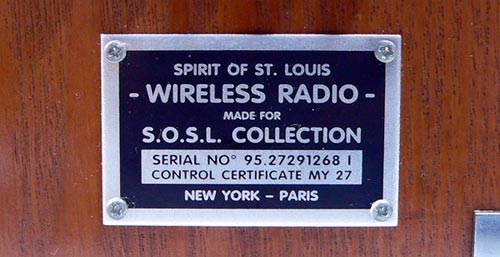 SPIRIT OF ST. LOUIS
- WIRELESS RADIO -
MADE FOR
S.O.S.L. COLLECTION
SERIAL NO° 95.27291268 I
CONTROL CERTIFICATE MY 27
NEW YORK – PARIS